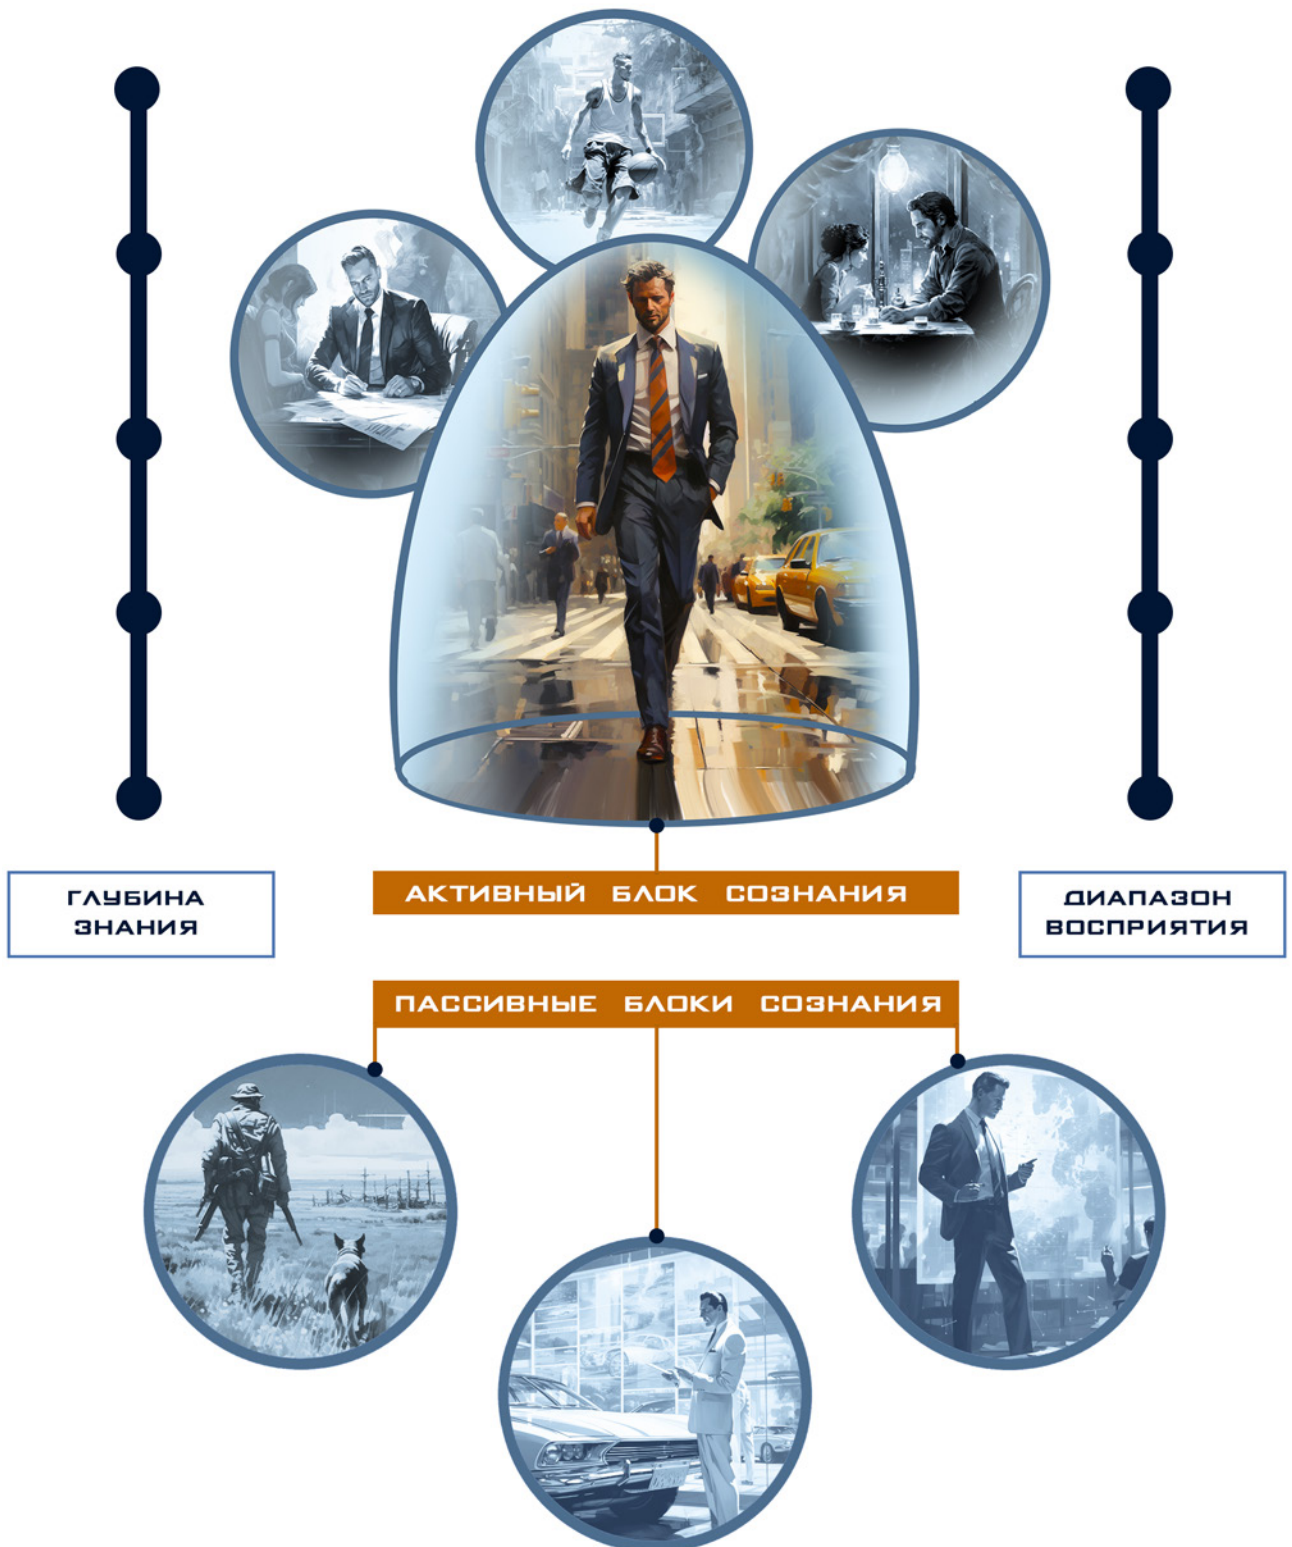 ГЛУБИНА
ЗНАНИЯ
АКТИВНЫЙ БЛОК СОЗНАНИЯ
ДИАПАЗОН
ВОСПРИЯТИЯ
ПАССИВНЫЕ БЛОКИ СОЗНАНИЯ